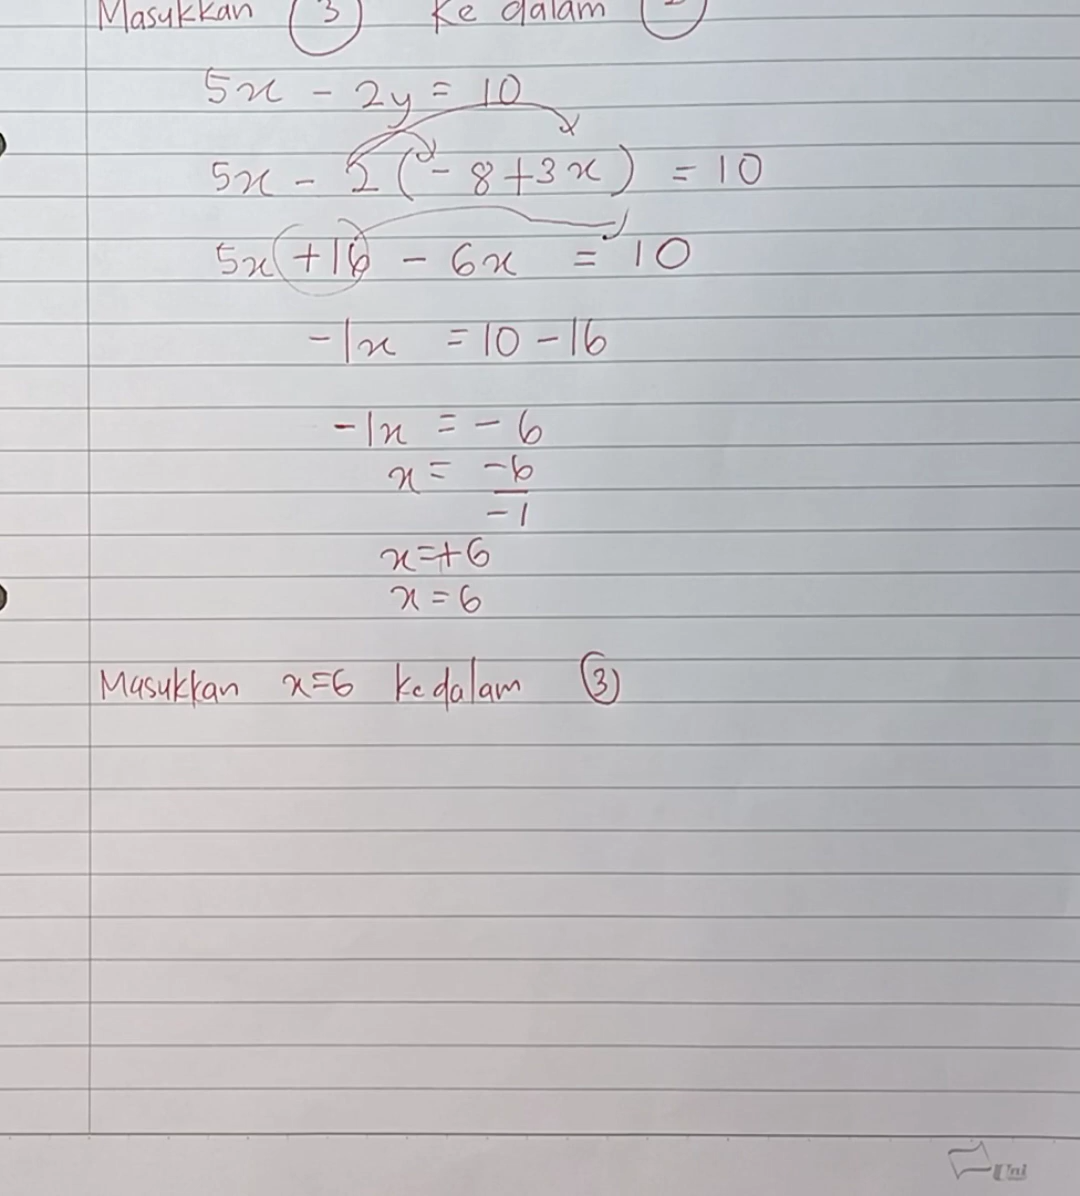 Masukkan 3 ke dalam
5x - 2y = 10
5x - 2(-8+3x) = 10
5x +16 - 6x = 10
-1x = 10 - 16
-1x = -6
x = -6/-1
x = +6
x = 6
Masukkan x=6 ke dalam 3
Uni